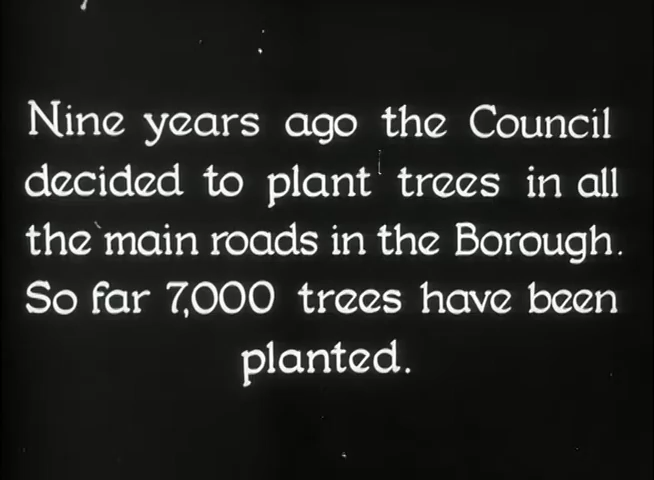 Nine years ago the Council
decided to plant trees in all
the main roads in the Borough.
So far 7,000 trees have been
planted.